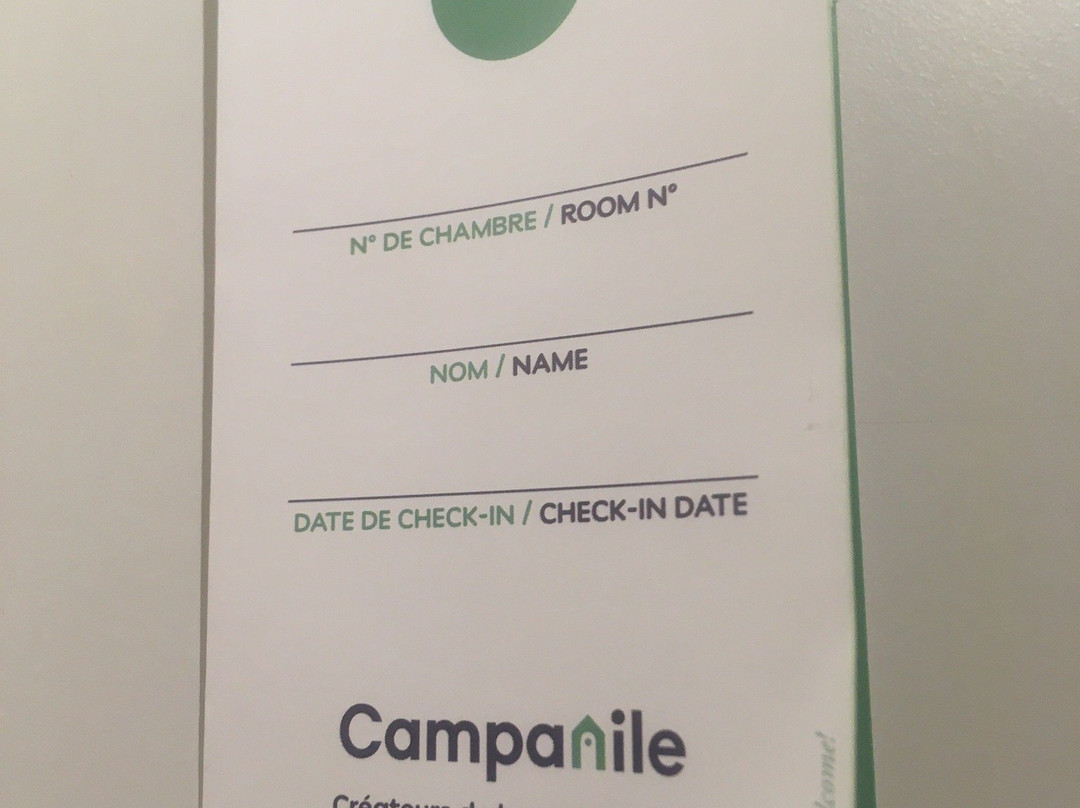 N° DE CHAMBRE / ROOM N°
NOM / NAME
DATE DE CHECK-IN / CHECK-IN DATE
Campanile